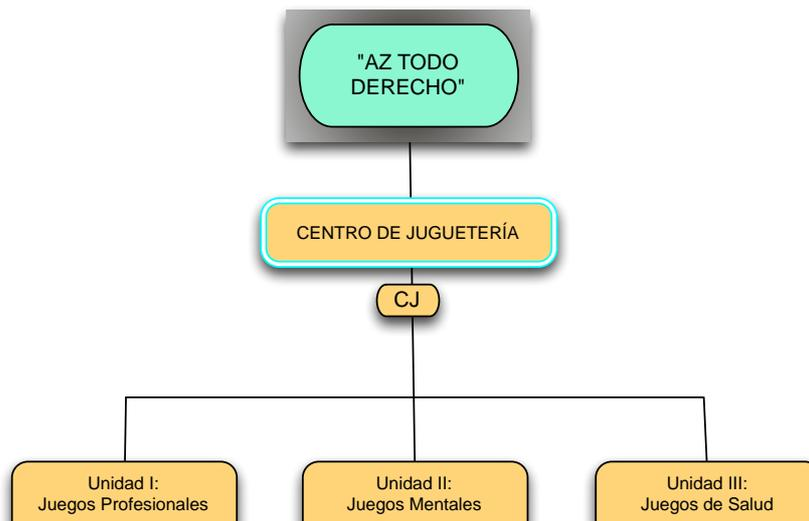 "AZ TODO
DERECHO"
CENTRO DE JUGUETERÍA
CJ
Unidad I:
Juegos Profesionales
Unidad II:
Juegos Mentales
Unidad III:
Juegos de Salud